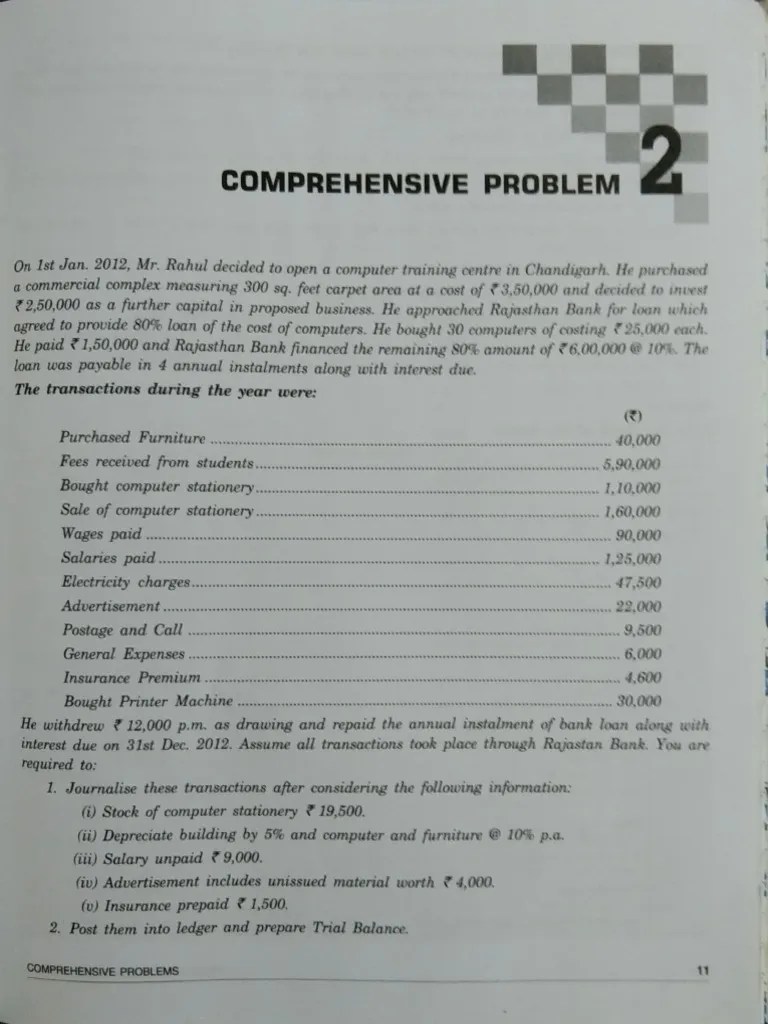 COMPREHENSIVE PROBLEM 2
On 1st Jan. 2012, Mr. Rahul decided to open a computer training centre in Chandigarh. He purchased
a commercial complex measuring 300 sq. feet carpet area at a cost of ₹ 3,50,000 and decided to invest
₹ 2,50,000 as a further capital in proposed business. He approached Rajasthan Bank for loan which
agreed to provide 80% loan of the cost of computers. He bought 30 computers of costing ₹ 25,000 each.
He paid ₹ 1,50,000 and Rajasthan Bank financed the remaining 80% amount of ₹ 6,00,000 @ 10%. The
loan was payable in 4 annual instalments along with interest due.
The transactions during the year were:
(₹)
Purchased Furniture ........ 40,000
Fees received from students ........ 5,90,000
Bought computer stationery ........ 1,10,000
Sale of computer stationery ........ 1,60,000
Wages paid ........ 90,000
Salaries paid ........ 1,25,000
Electricity charges ........ 47,500
Advertisement ........ 22,000
Postage and Call ........ 9,500
General Expenses ........ 6,000
Insurance Premium ........ 4,600
Bought Printer Machine ........ 30,000
He withdrew ₹ 12,000 p.m. as drawing and repaid the annual instalment of bank loan along with
interest due on 31st Dec. 2012. Assume all transactions took place through Rajastan Bank. You are
required to:
1. Journalise these transactions after considering the following information:
(i) Stock of computer stationery ₹ 19,500.
(ii) Depreciate building by 5% and computer and furniture @ 10% p.a.
(iii) Salary unpaid ₹ 9,000.
(iv) Advertisement includes unissued material worth ₹ 4,000.
(v) Insurance prepaid ₹ 1,500.
2. Post them into ledger and prepare Trial Balance.
COMPREHENSIVE PROBLEMS 11